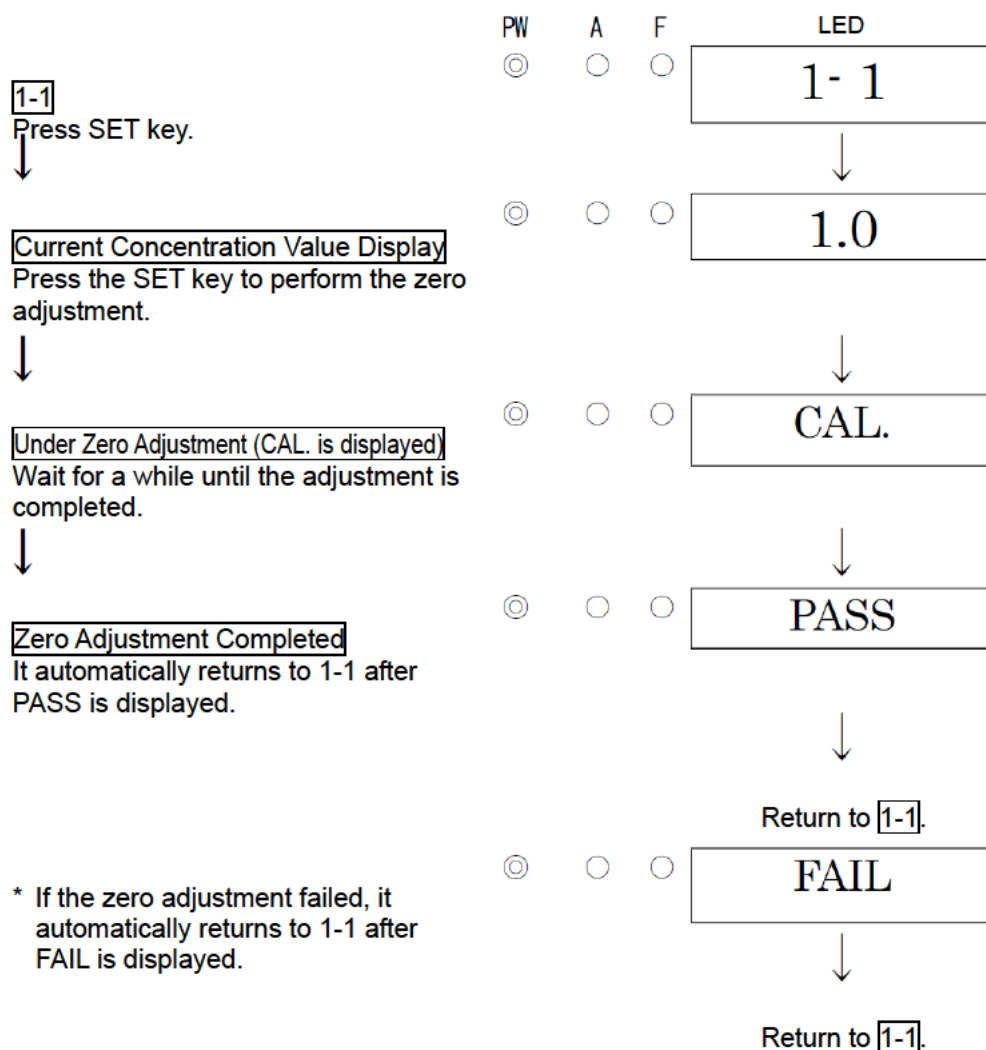 PW A F LED
1- 1
1-1
Press SET key.
1.0
Current Concentration Value Display
Press the SET key to perform the zero
adjustment.
CAL.
Under Zero Adjustment (CAL. is displayed)
Wait for a while until the adjustment is
completed.
PASS
Zero Adjustment Completed
It automatically returns to 1-1 after
PASS is displayed.
Return to 1-1.
FAIL
* If the zero adjustment failed, it
automatically returns to 1-1 after
FAIL is displayed.
Return to 1-1.